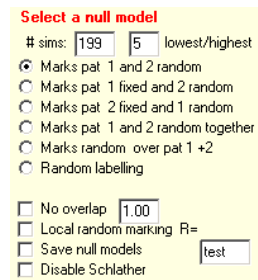 Select a null model
# sims: 199 5 lowest/highest
Marks pat 1 and 2 random
Marks pat 1 fixed and 2 random
Marks pat 2 fixed and 1 random
Marks pat 1 and 2 random together
Marks random over pat 1 +2
Random labelling
No overlap 1.00
Local random marking R=
Save null models test
Disable Schlather